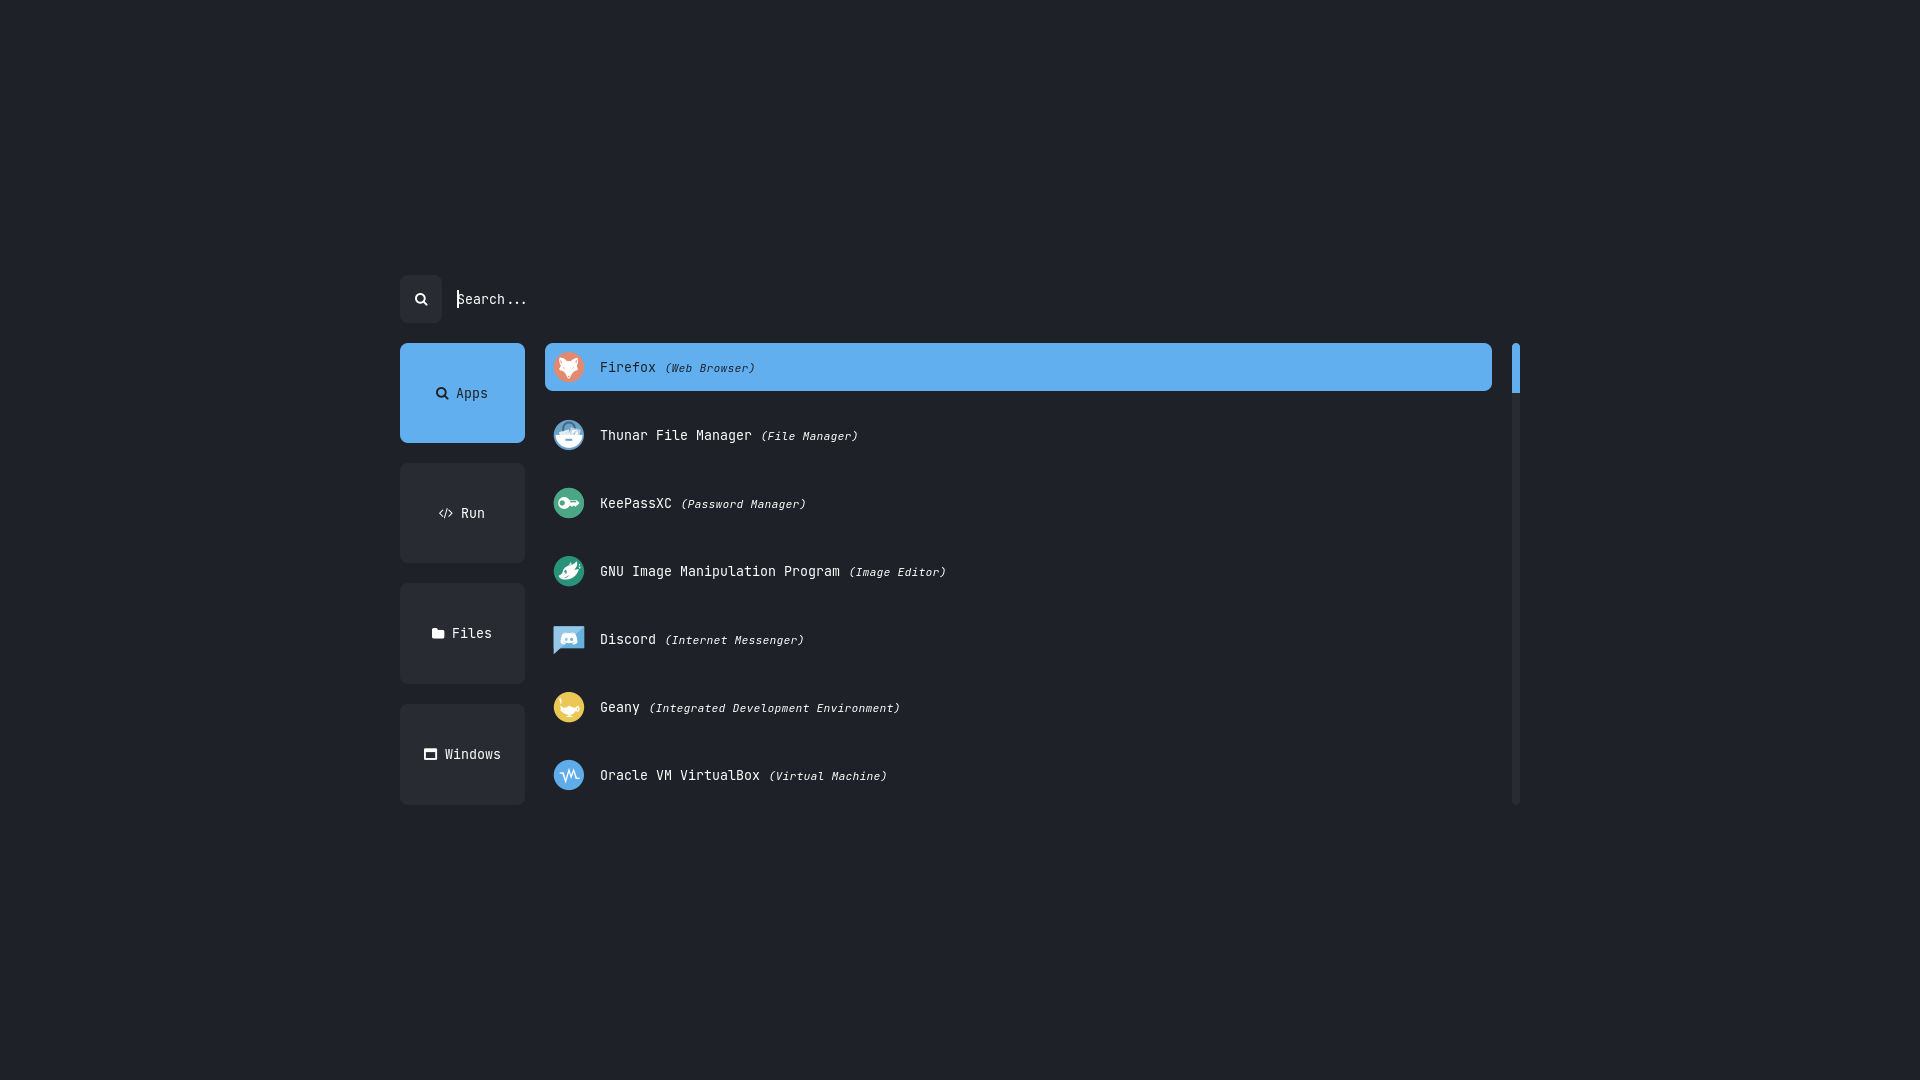 Search...
Apps
Run
Files
Windows
Firefox (Web Browser)
Thunar File Manager (File Manager)
KeePassXC (Password Manager)
GNU Image Manipulation Program (Image Editor)
Discord (Internet Messenger)
Geany (Integrated Development Environment)
Oracle VM VirtualBox (Virtual Machine)